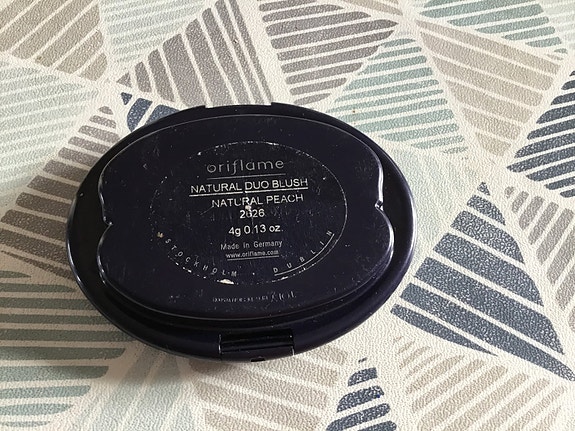 oriflame
NATURAL DUO BLUSH
NATURAL PEACH
2626
4g 0.13 oz.
Made in Germany
www.oriflame.com
STOCKHOLM · DUBLIN